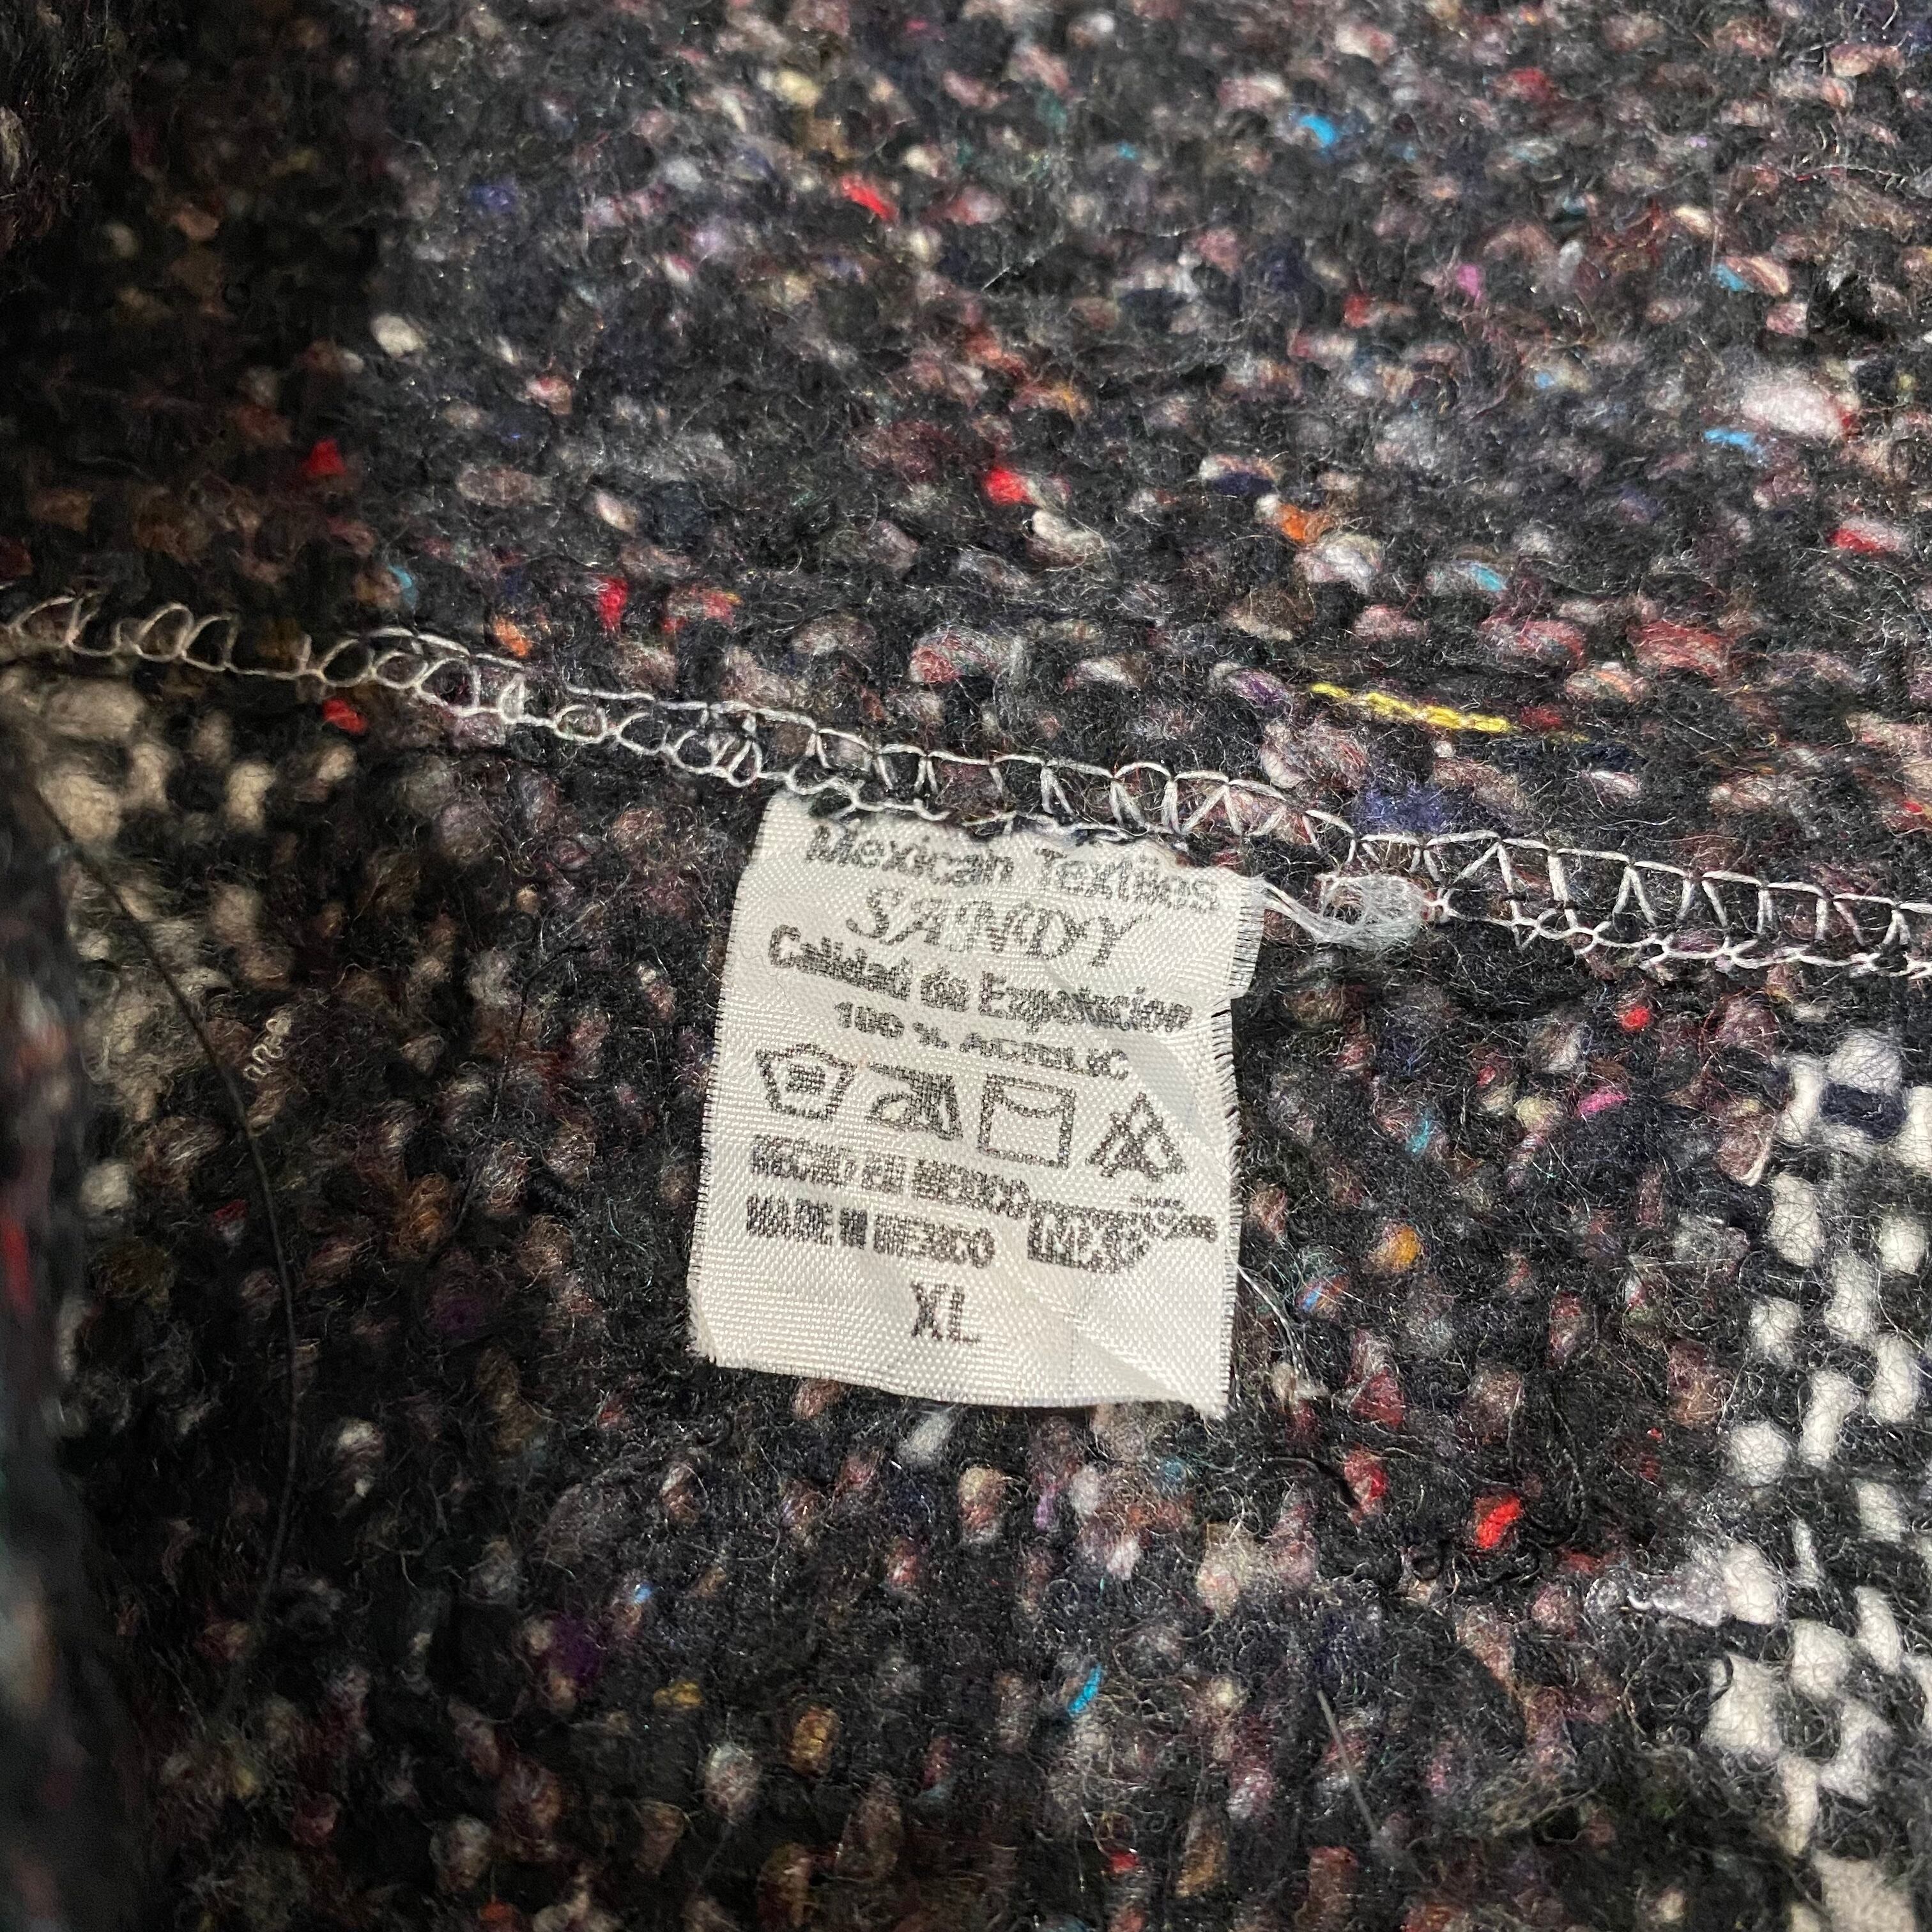 Mexican Textiles
SANDY
Calidad de Exportacion
100 % ACRILIC
HECHO EN MEXICO
MADE IN MEXICO
XL